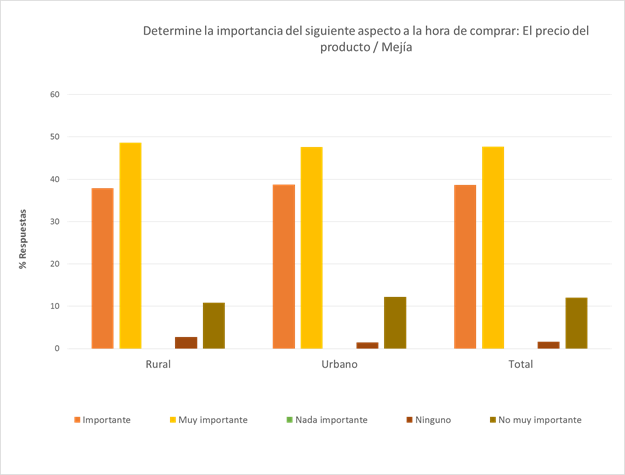 Determine la importancia del siguiente aspecto a la hora de comprar: El precio del
producto / Mejía
60
50
40
30
20
10
0
% Respuestas
Rural
Urbano
Total
Importante
Muy importante
Nada importante
Ninguno
No muy importante